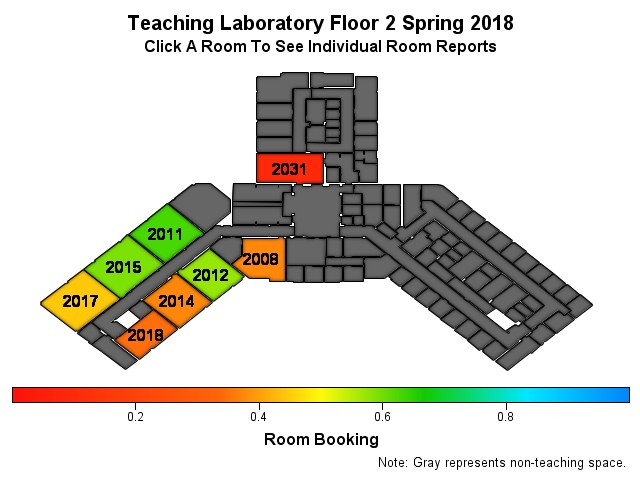 Teaching Laboratory Floor 2 Spring 2018
Click A Room To See Individual Room Reports
2031
2011
2015
2008
2012
2017
2014
2018
0.2 0.4 0.6 0.8
Room Booking
Note: Gray represents non-teaching space.